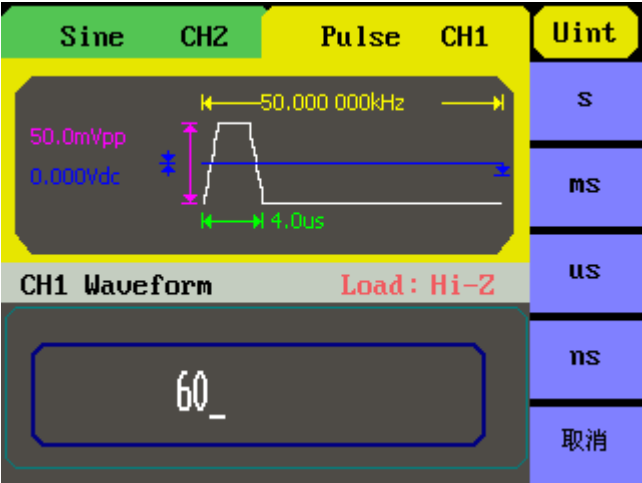 Sine CH2 Pulse CH1 Uint
50.000 000kHz
50.0mVpp
0.000Vdc
4.0us
CH1 Waveform Load: Hi-Z
60_
s
ms
us
ns
取消